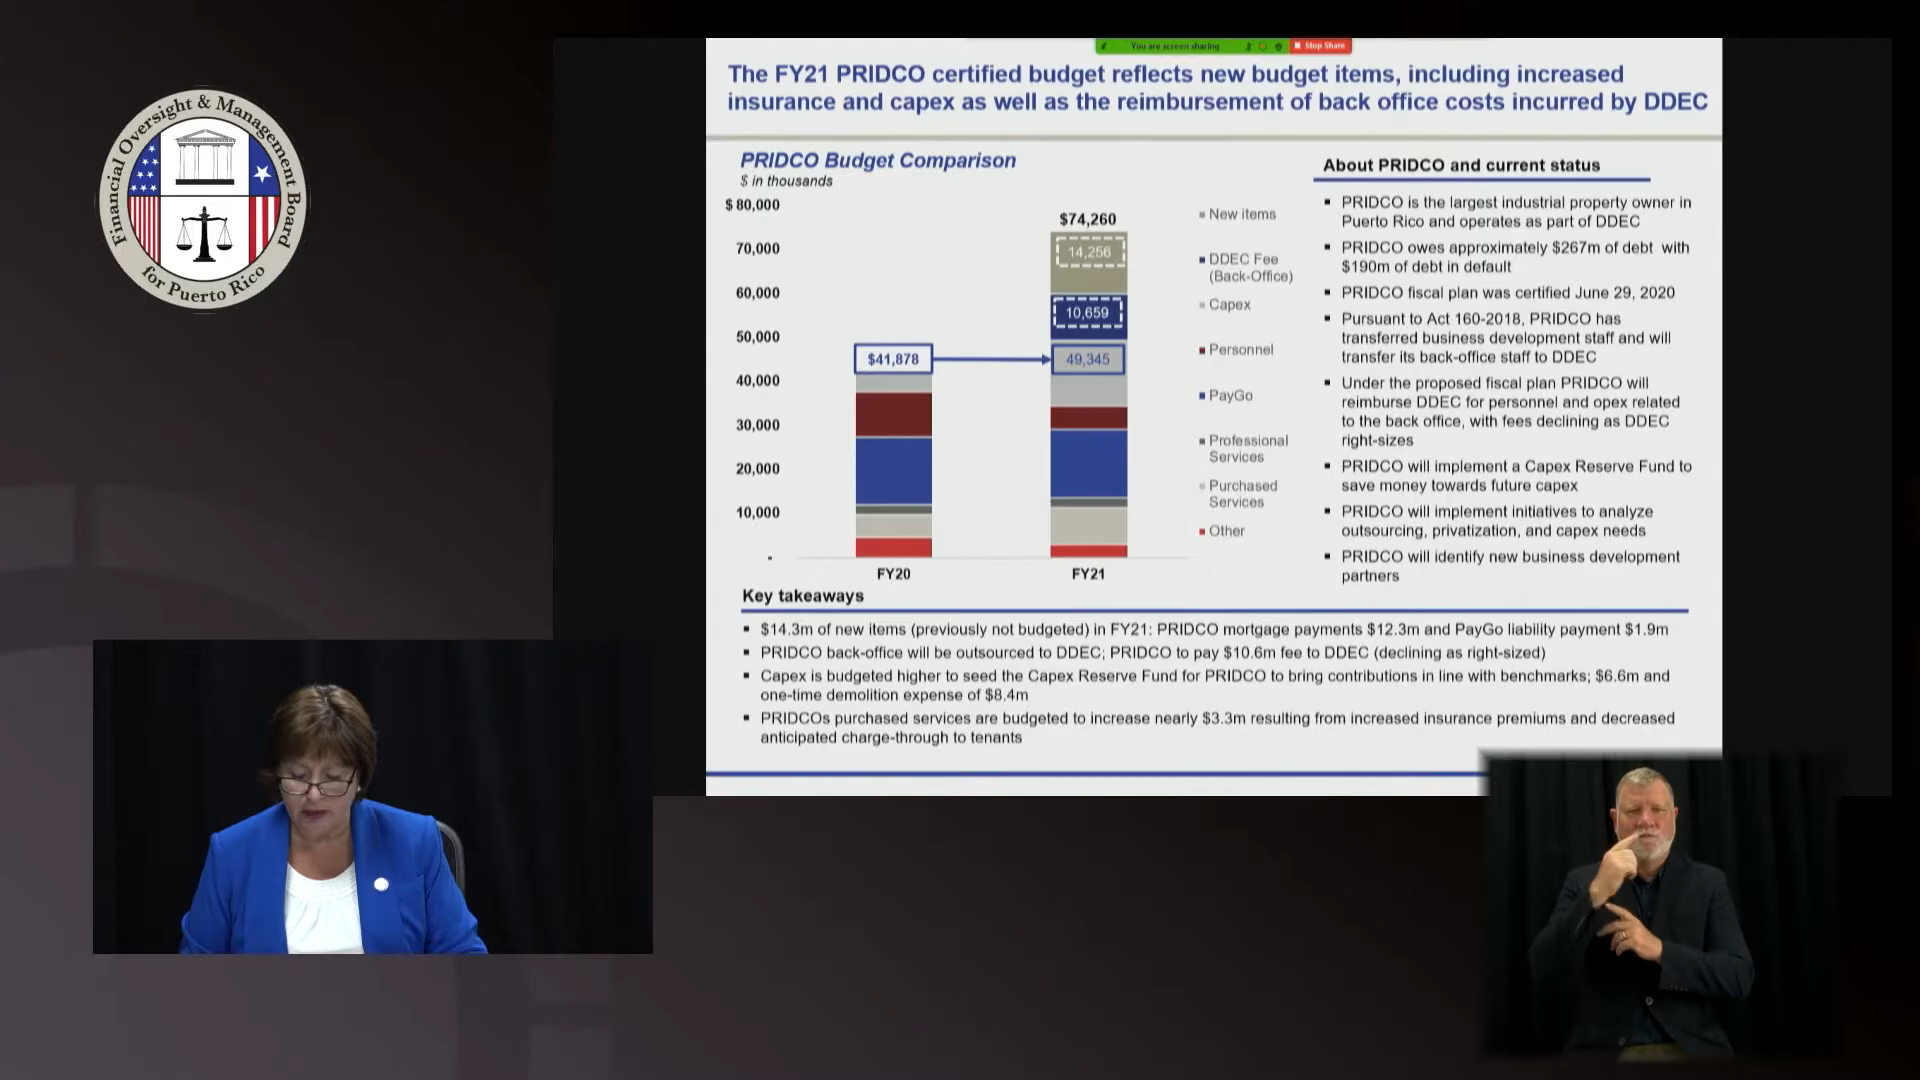 Financial Oversight & Management Board
for Puerto Rico
You are screen sharing
Stop Share
The FY21 PRIDCO certified budget reflects new budget items, including increased
insurance and capex as well as the reimbursement of back office costs incurred by DDEC
PRIDCO Budget Comparison
$ in thousands
$ 80,000
70,000
60,000
50,000
40,000
30,000
20,000
10,000
-
$41,878
$74,260
14,256
10,659
49,345
FY20
FY21
New items
DDEC Fee
(Back-Office)
Capex
Personnel
PayGo
Professional
Services
Purchased
Services
Other
About PRIDCO and current status
▪ PRIDCO is the largest industrial property owner in
Puerto Rico and operates as part of DDEC
▪ PRIDCO owes approximately $267m of debt with
$190m of debt in default
▪ PRIDCO fiscal plan was certified June 29, 2020
▪ Pursuant to Act 160-2018, PRIDCO has
transferred business development staff and will
transfer its back-office staff to DDEC
▪ Under the proposed fiscal plan PRIDCO will
reimburse DDEC for personnel and opex related
to the back office, with fees declining as DDEC
right-sizes
▪ PRIDCO will implement a Capex Reserve Fund to
save money towards future capex
▪ PRIDCO will implement initiatives to analyze
outsourcing, privatization, and capex needs
▪ PRIDCO will identify new business development
partners
Key takeaways
▪ $14.3m of new items (previously not budgeted) in FY21: PRIDCO mortgage payments $12.3m and PayGo liability payment $1.9m
▪ PRIDCO back-office will be outsourced to DDEC; PRIDCO to pay $10.6m fee to DDEC (declining as right-sized)
▪ Capex is budgeted higher to seed the Capex Reserve Fund for PRIDCO to bring contributions in line with benchmarks; $6.6m and
one-time demolition expense of $8.4m
▪ PRIDCOs purchased services are budgeted to increase nearly $3.3m resulting from increased insurance premiums and decreased
anticipated charge-through to tenants